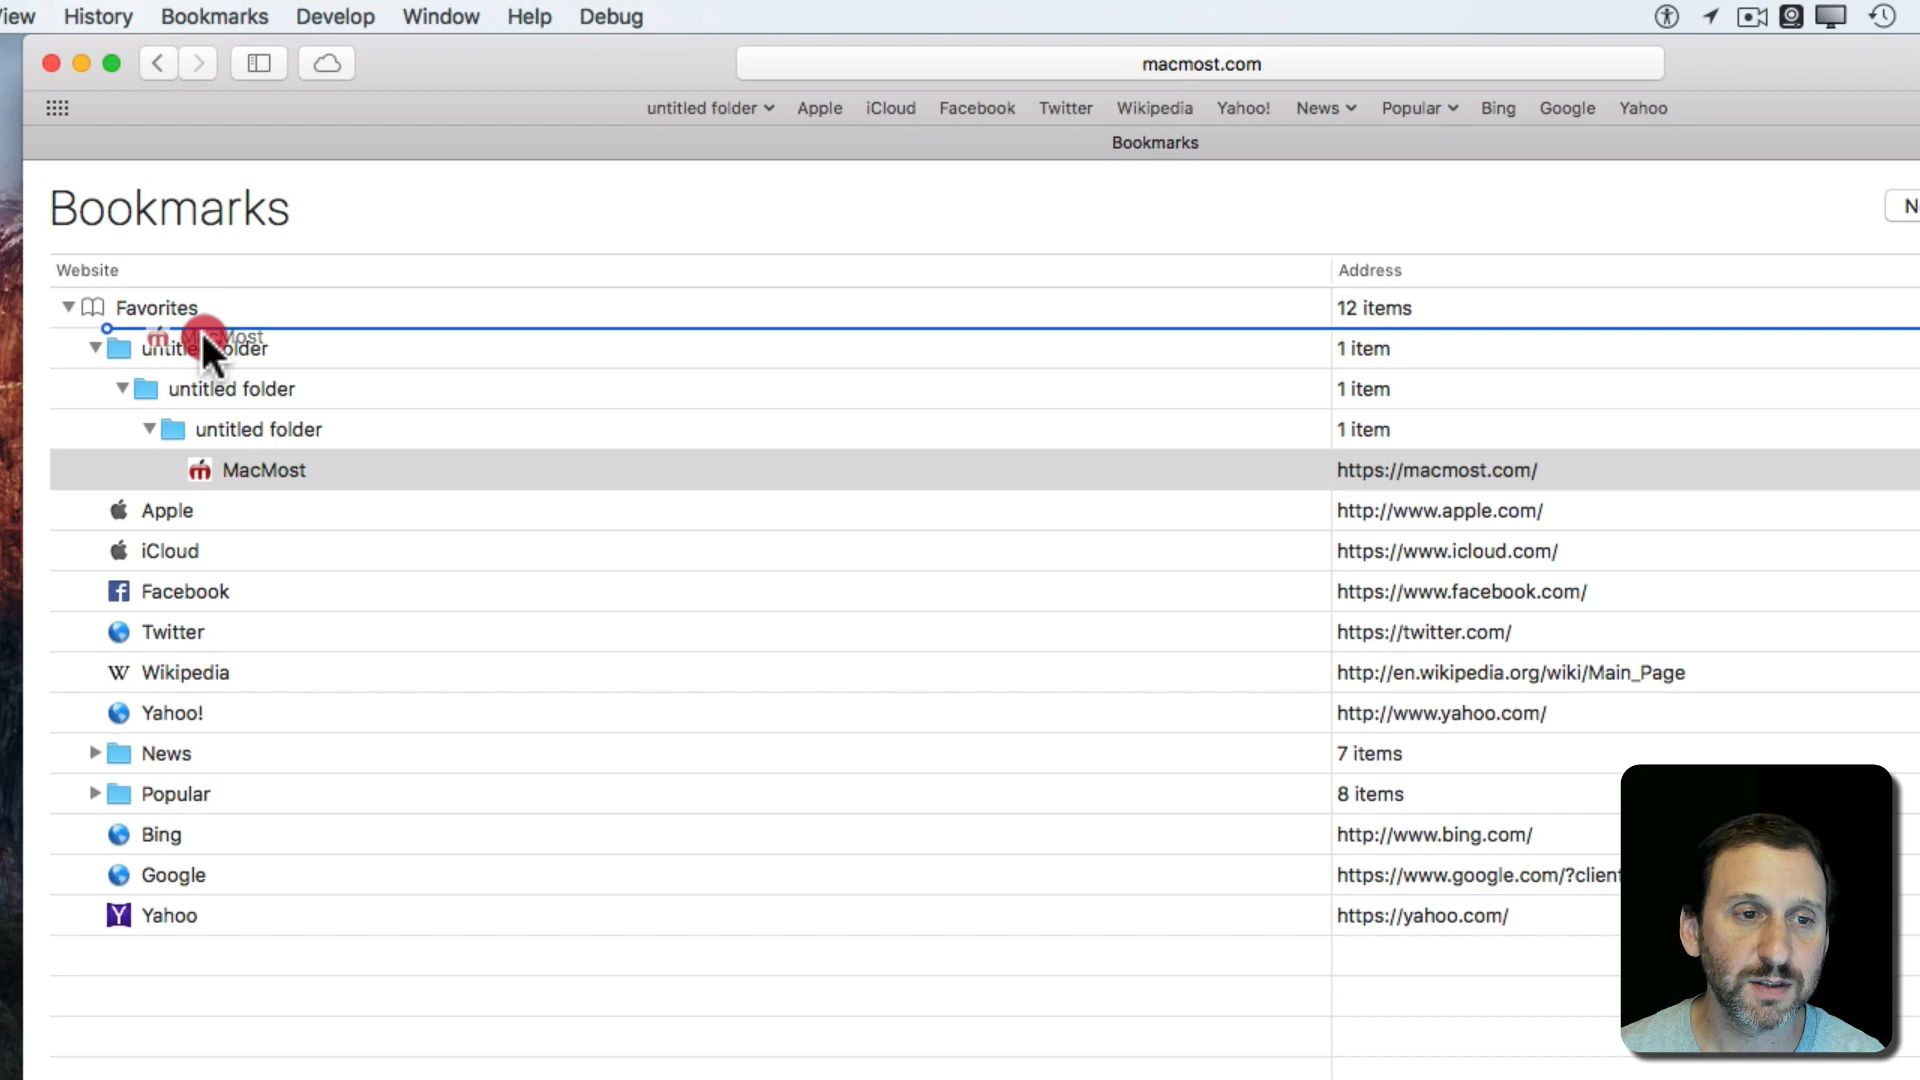 History Bookmarks Develop Window Help Debug
macmost.com
untitled folder Apple iCloud Facebook Twitter Wikipedia Yahoo! News Popular Bing Google Yahoo
Bookmarks
Bookmarks
Website Address
Favorites 12 items
MacMost
untitled folder 1 item
untitled folder 1 item
untitled folder 1 item
MacMost https://macmost.com/
Apple http://www.apple.com/
iCloud https://www.icloud.com/
Facebook https://www.facebook.com/
Twitter https://twitter.com/
Wikipedia http://en.wikipedia.org/wiki/Main_Page
Yahoo! http://www.yahoo.com/
News 7 items
Popular 8 items
Bing http://www.bing.com/
Google https://www.google.com/?client
Yahoo https://yahoo.com/